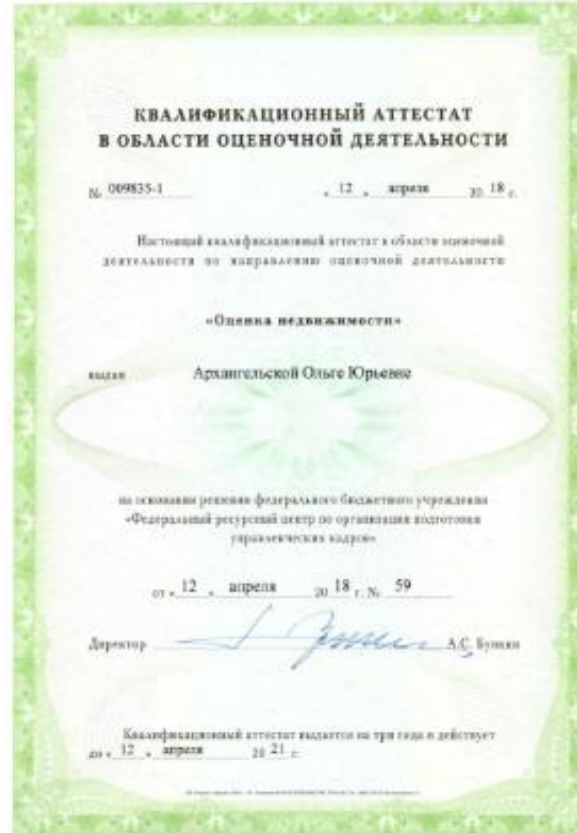 КВАЛИФИКАЦИОННЫЙ АТТЕСТАТ
В ОБЛАСТИ ОЦЕНОЧНОЙ ДЕЯТЕЛЬНОСТИ
№ 009835-1 « 12 » апреля 20 18 г.
Настоящий квалификационный аттестат в области оценочной
деятельности по направлению оценочной деятельности
«Оценка недвижимости»
выдан Архангельской Ольге Юрьевне
на основании решения федерального бюджетного учреждения
«Федеральный ресурсный центр по организации подготовки
управленческих кадров»
от « 12 » апреля 20 18 г. № 59
Директор А.С. Бункин
Квалификационный аттестат выдается на три года и действует
до « 12 » апреля 20 21 г.